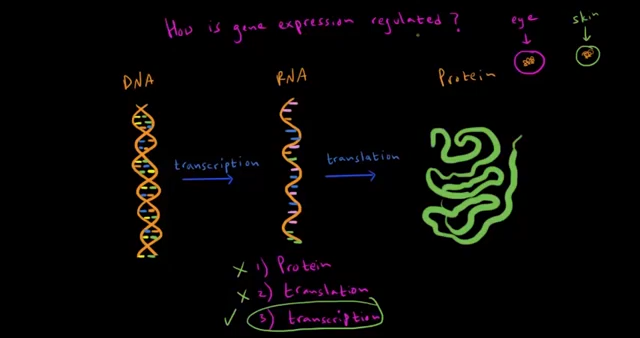 How is gene expression regulated?
eye
skin
DNA
RNA
Protein
transcription
translation
x 1) Protein
x 2) translation
✓ 3) transcription